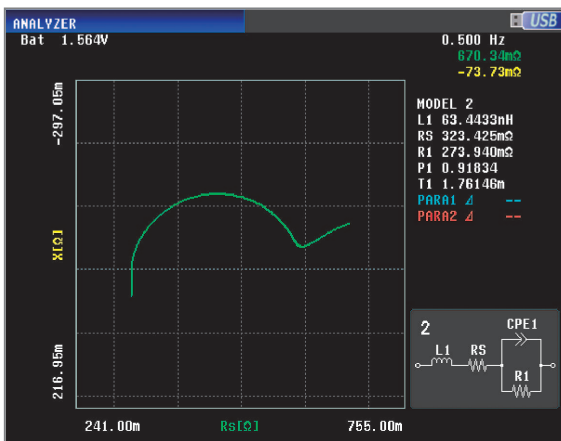 ANALYZER
USB
Bat 1.564V
0.500 Hz
670.34mΩ
-73.73mΩ
-297.05m
X[Ω]
216.95m
241.00m
Rs[Ω]
755.00m
MODEL 2
L1 63.4433nH
RS 323.425mΩ
R1 273.940mΩ
P1 0.91834
T1 1.76146m
PARA1 ⊿ --
PARA2 ⊿ --
2
CPE1
L1
RS
R1